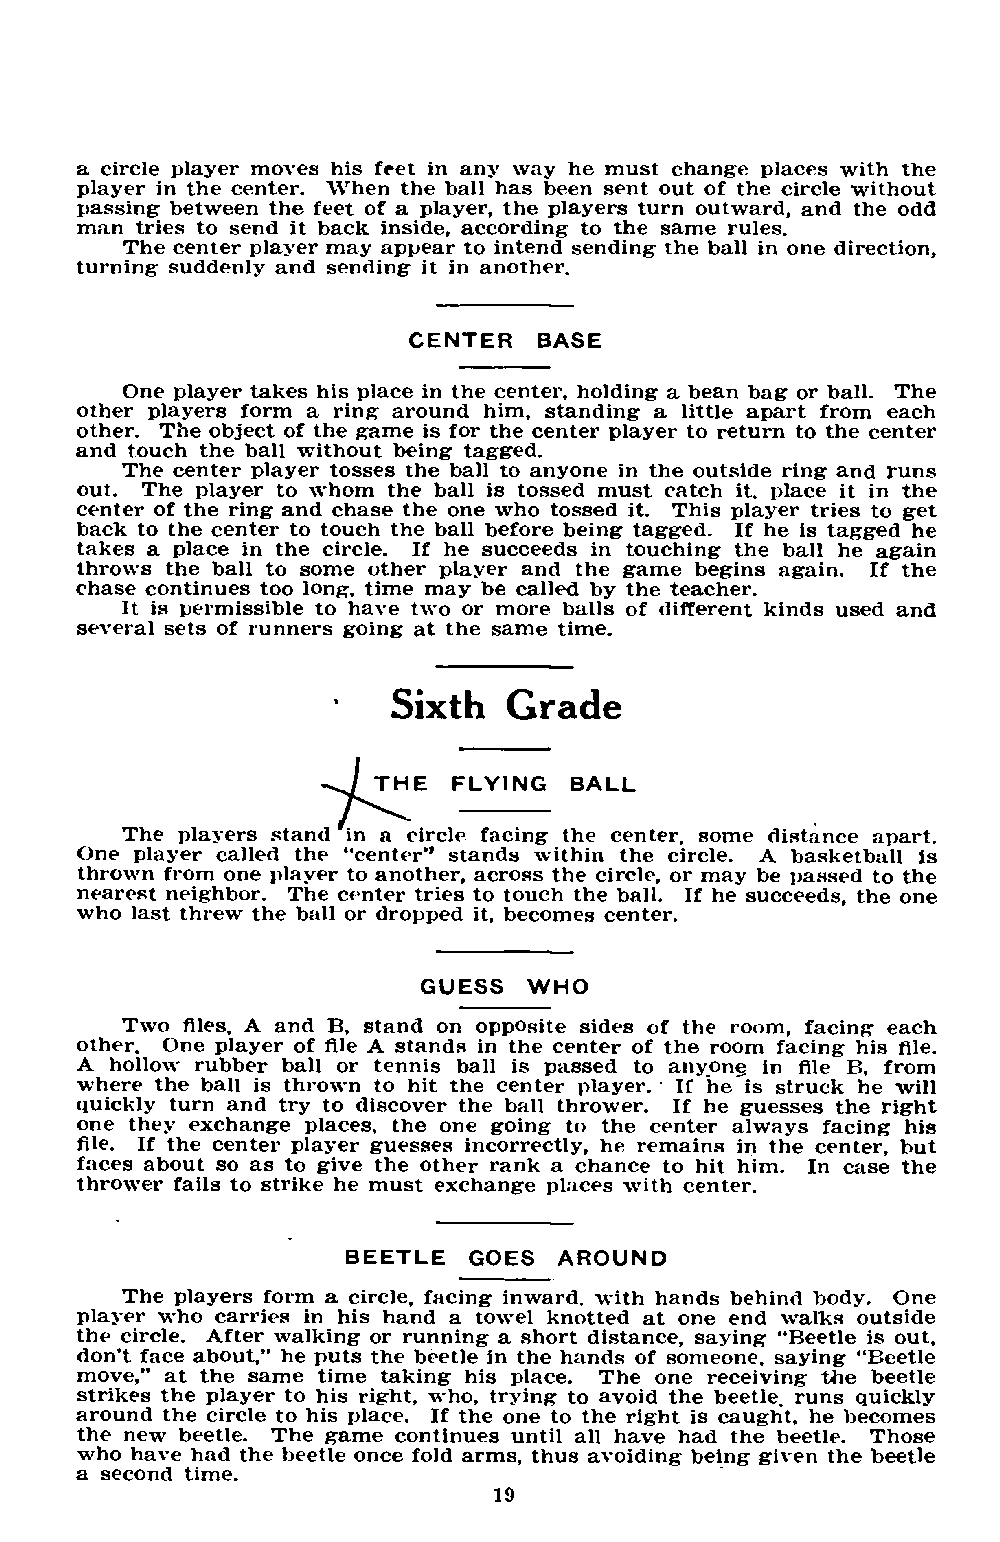 a circle player moves his feet in any way he must change places with the
player in the center. When the ball has been sent out of the circle without
passing between the feet of a player, the players turn outward, and the odd
man tries to send it back inside, according to the same rules.
The center player may appear to intend sending the ball in one direction,
turning suddenly and sending it in another.
CENTER BASE
One player takes his place in the center, holding a bean bag or ball. The
other players form a ring around him, standing a little apart from each
other. The object of the game is for the center player to return to the center
and touch the ball without being tagged.
The center player tosses the ball to anyone in the outside ring and runs
out. The player to whom the ball is tossed must catch it, place it in the
center of the ring and chase the one who tossed it. This player tries to get
back to the center to touch the ball before being tagged. If he is tagged he
takes a place in the circle. If he succeeds in touching the ball he again
throws the ball to some other player and the game begins again. If the
chase continues too long, time may be called by the teacher.
It is permissible to have two or more balls of different kinds used and
several sets of runners going at the same time.
Sixth Grade
THE FLYING BALL
The players stand in a circle facing the center, some distance apart.
One player called the "center" stands within the circle. A basketball is
thrown from one player to another, across the circle, or may be passed to the
nearest neighbor. The center tries to touch the ball. If he succeeds, the one
who last threw the ball or dropped it, becomes center.
GUESS WHO
Two files, A and B, stand on opposite sides of the room, facing each
other. One player of file A stands in the center of the room facing his file.
A hollow rubber ball or tennis ball is passed to anyone in file B, from
where the ball is thrown to hit the center player. If he is struck he will
quickly turn and try to discover the ball thrower. If he guesses the right
one they exchange places, the one going to the center always facing his
file. If the center player guesses incorrectly, he remains in the center, but
faces about so as to give the other rank a chance to hit him. In case the
thrower fails to strike he must exchange places with center.
BEETLE GOES AROUND
The players form a circle, facing inward, with hands behind body. One
player who carries in his hand a towel knotted at one end walks outside
the circle. After walking or running a short distance, saying "Beetle is out,
don't face about," he puts the beetle in the hands of someone, saying "Beetle
move," at the same time taking his place. The one receiving the beetle
strikes the player to his right, who, trying to avoid the beetle, runs quickly
around the circle to his place. If the one to the right is caught, he becomes
the new beetle. The game continues until all have had the beetle. Those
who have had the beetle once fold arms, thus avoiding being given the beetle
a second time.
19